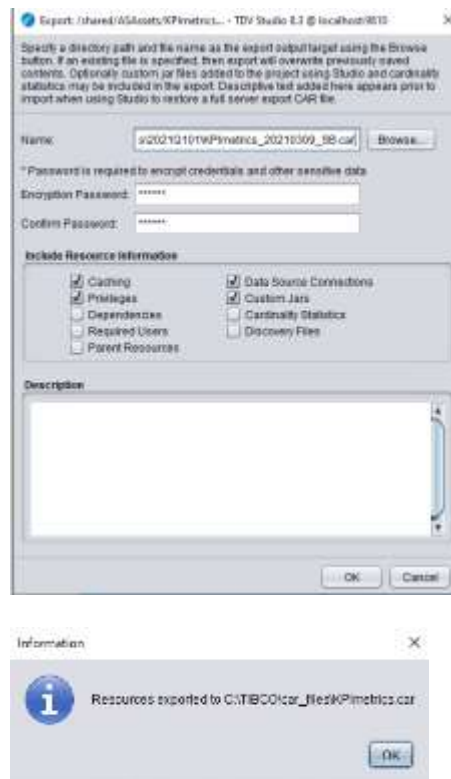 Export: /shared/ASAssets/KPImetrics... - TDV Studio 8.3 @ localhost:9810
Specify a directory path and file name as the export output target using the Browse
button. If an existing file is specified, then export will overwrite previously saved
contents. Optionally custom jar files added to the project using Studio and cardinality
statistics may be included in the export. Descriptive text added here appears prior to
import when using Studio to restore a full server export CAR file.
Name: s\2021Q101\KPImetrics_20210309_SB.car Browse...
* Password is required to encrypt credentials and other sensitive data
Encryption Password: ******
Confirm Password: ******
Include Resource Information
Caching Data Source Connections
Privileges Custom Jars
Dependencies Cardinality Statistics
Required Users Discovery Files
Parent Resources
Description
OK Cancel
Information
Resources exported to C:\TIBCO\car_files\KPImetrics.car
OK